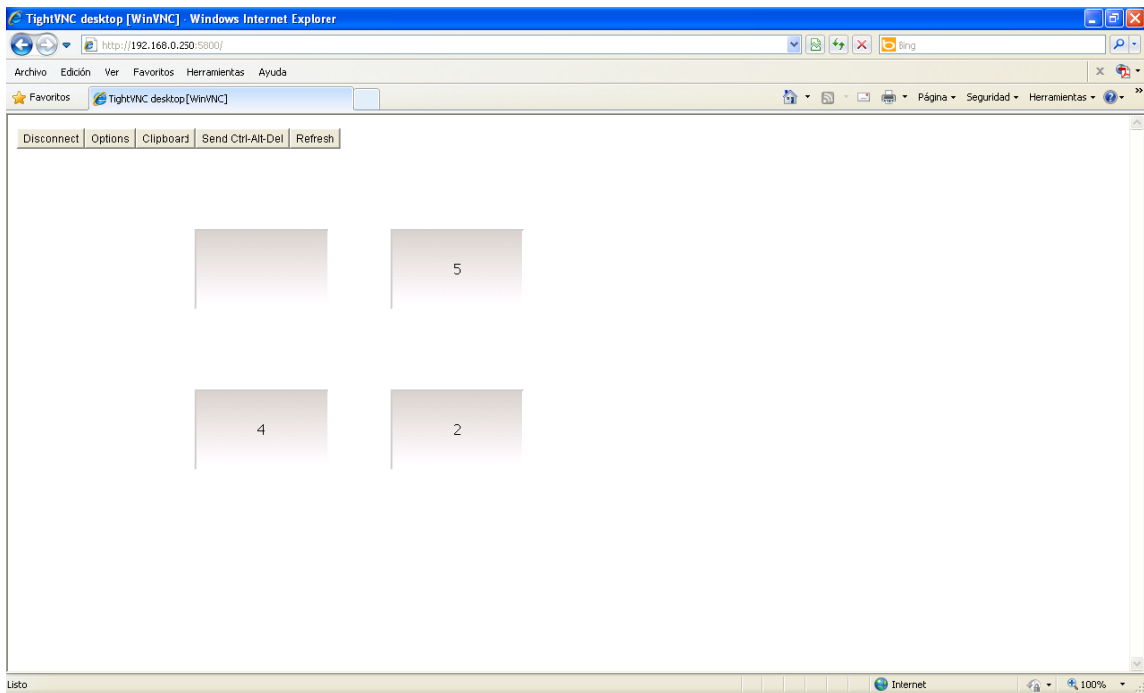 TightVNC desktop [WinVNC] - Windows Internet Explorer
http://192.168.0.250:5800/
Bing
Archivo Edición Ver Favoritos Herramientas Ayuda
Favoritos TightVNC desktop [WinVNC] Página Seguridad Herramientas
Disconnect Options Clipboard Send Ctrl-Alt-Del Refresh
5
4 2
Listo Internet 100%